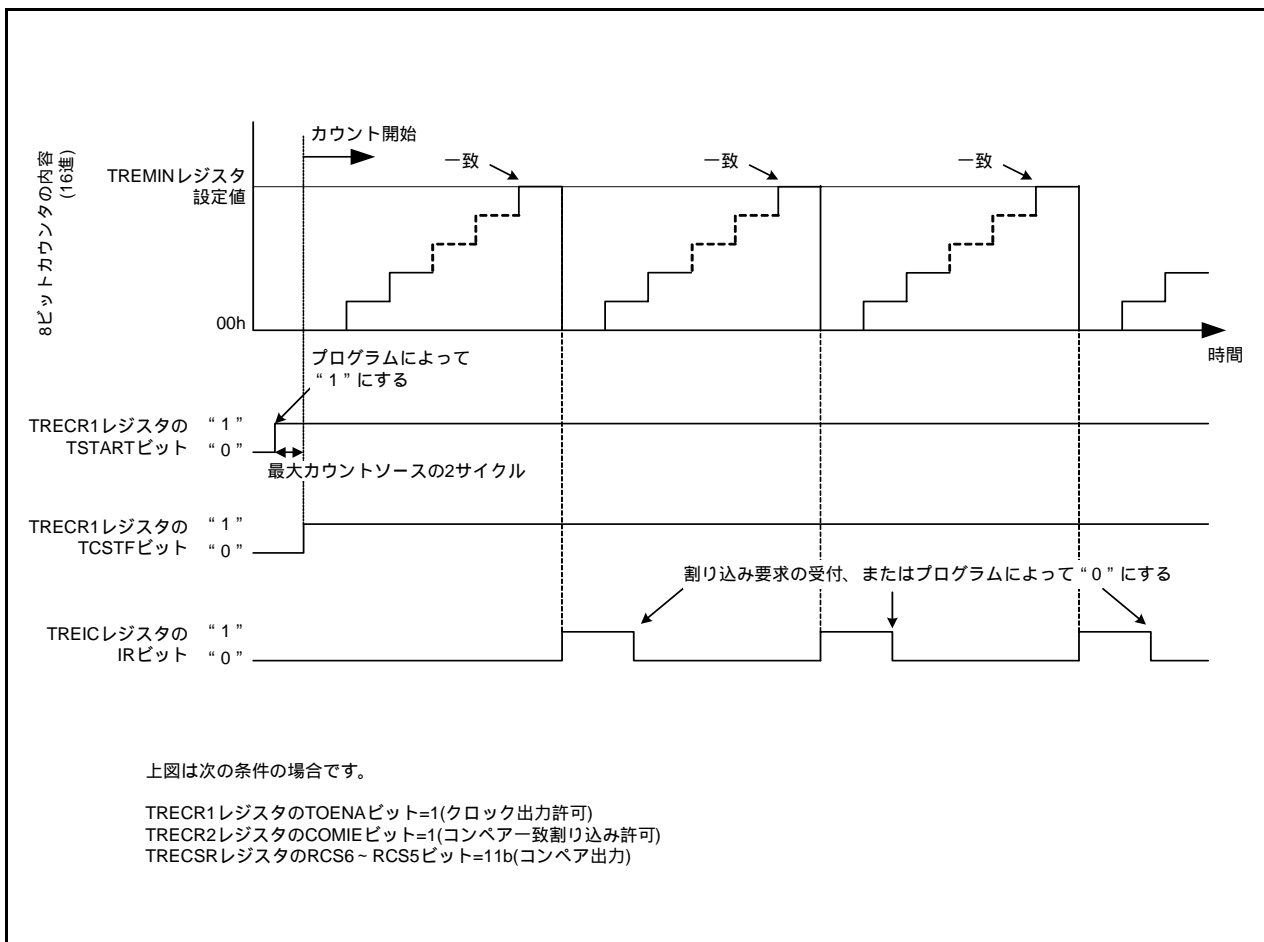 カウント開始
8ビットカウンタの内容
(16進)
一致
一致
一致
TREMINレジスタ
設定値
00h
時間
プログラムによって
“1”にする
TRECR1レジスタの “1”
TSTARTビット “0”
最大カウントソースの2サイクル
TRECR1レジスタの “1”
TCSTFビット “0”
割り込み要求の受付、またはプログラムによって“0”にする
TREICレジスタの “1”
IRビット “0”
上図は次の条件の場合です。
TRECR1レジスタのTOENAビット=1(クロック出力許可)
TRECR2レジスタのCOMIEビット=1(コンペア一致割り込み許可)
TRECSRレジスタのRCS6~RCS5ビット=11b(コンペア出力)